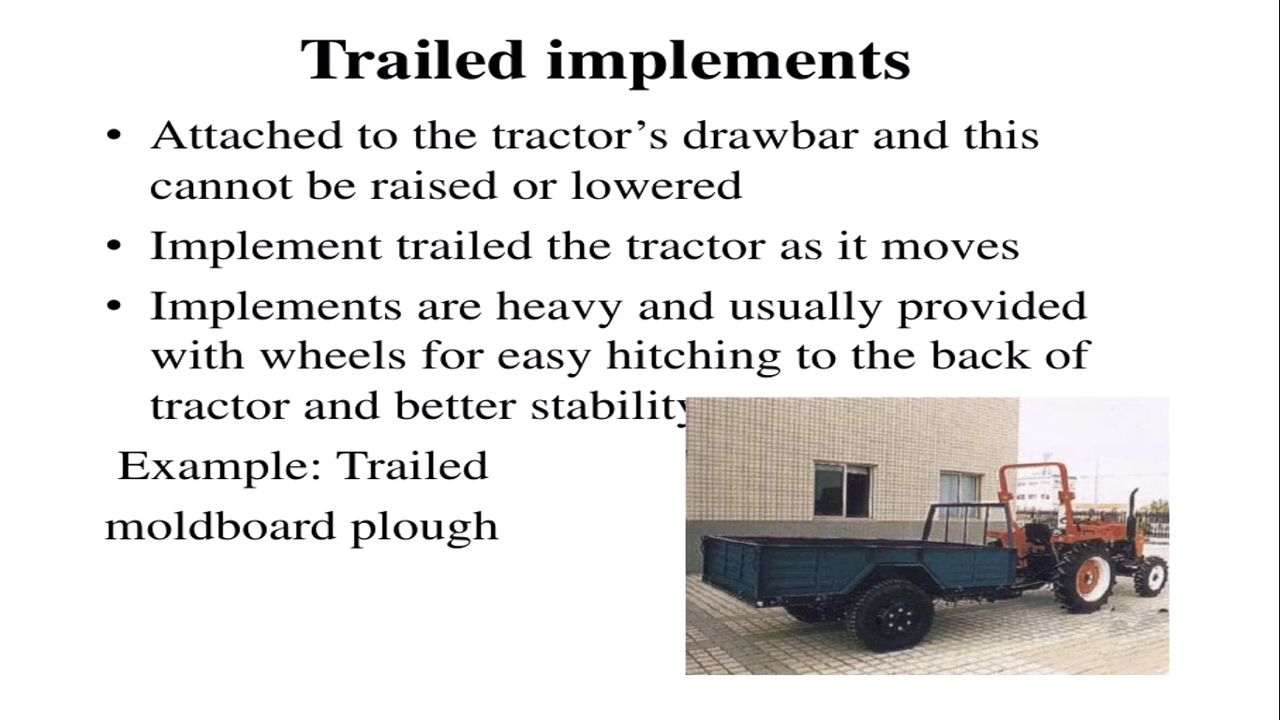 Trailed implements
• Attached to the tractor’s drawbar and this
cannot be raised or lowered
• Implement trailed the tractor as it moves
• Implements are heavy and usually provided
with wheels for easy hitching to the back of
tractor and better stability
Example: Trailed
moldboard plough